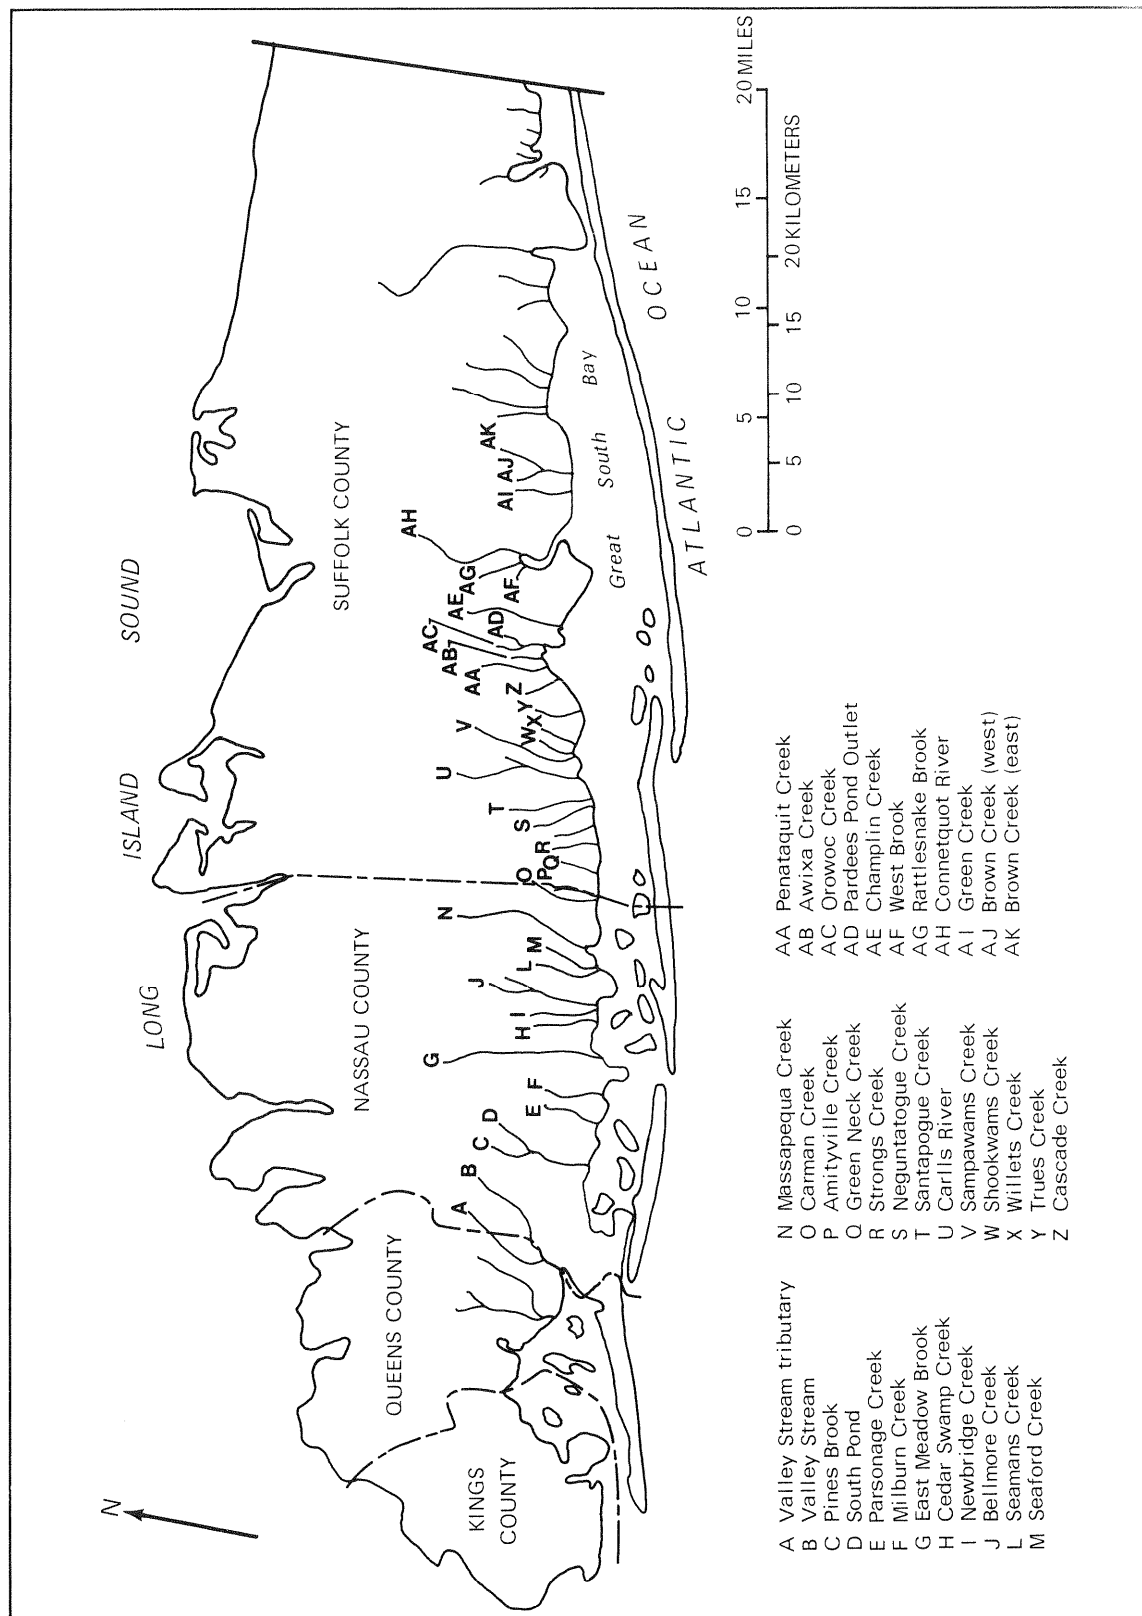 N
LONG
ISLAND
SOUND
KINGS
COUNTY
QUEENS COUNTY
NASSAU COUNTY
SUFFOLK COUNTY
A
B
C
D
E
F
G
H
I
J
L
M
N
O
P
Q
R
S
T
U
V
W
X
Y
Z
AA
AB
AC
AD
AE
AF
AG
AH
AI
AJ
AK
Great
South
Bay
ATLANTIC
OCEAN
0 5 10 15 20 MILES
0 5 10 15 20 KILOMETERS
A Valley Stream tributary
B Valley Stream
C Pines Brook
D South Pond
E Parsonage Creek
F Milburn Creek
G East Meadow Brook
H Cedar Swamp Creek
I Newbridge Creek
J Bellmore Creek
L Seamans Creek
M Seaford Creek
N Massapequa Creek
O Carman Creek
P Amityville Creek
Q Green Neck Creek
R Strongs Creek
S Neguntatogue Creek
T Santapogue Creek
U Carlls River
V Sampawams Creek
W Shookwams Creek
X Willets Creek
Y Trues Creek
Z Cascade Creek
AA Penataquit Creek
AB Awixa Creek
AC Orowoc Creek
AD Pardees Pond Outlet
AE Champlin Creek
AF West Brook
AG Rattlesnake Brook
AH Connetquot River
AI Green Creek
AJ Brown Creek (west)
AK Brown Creek (east)